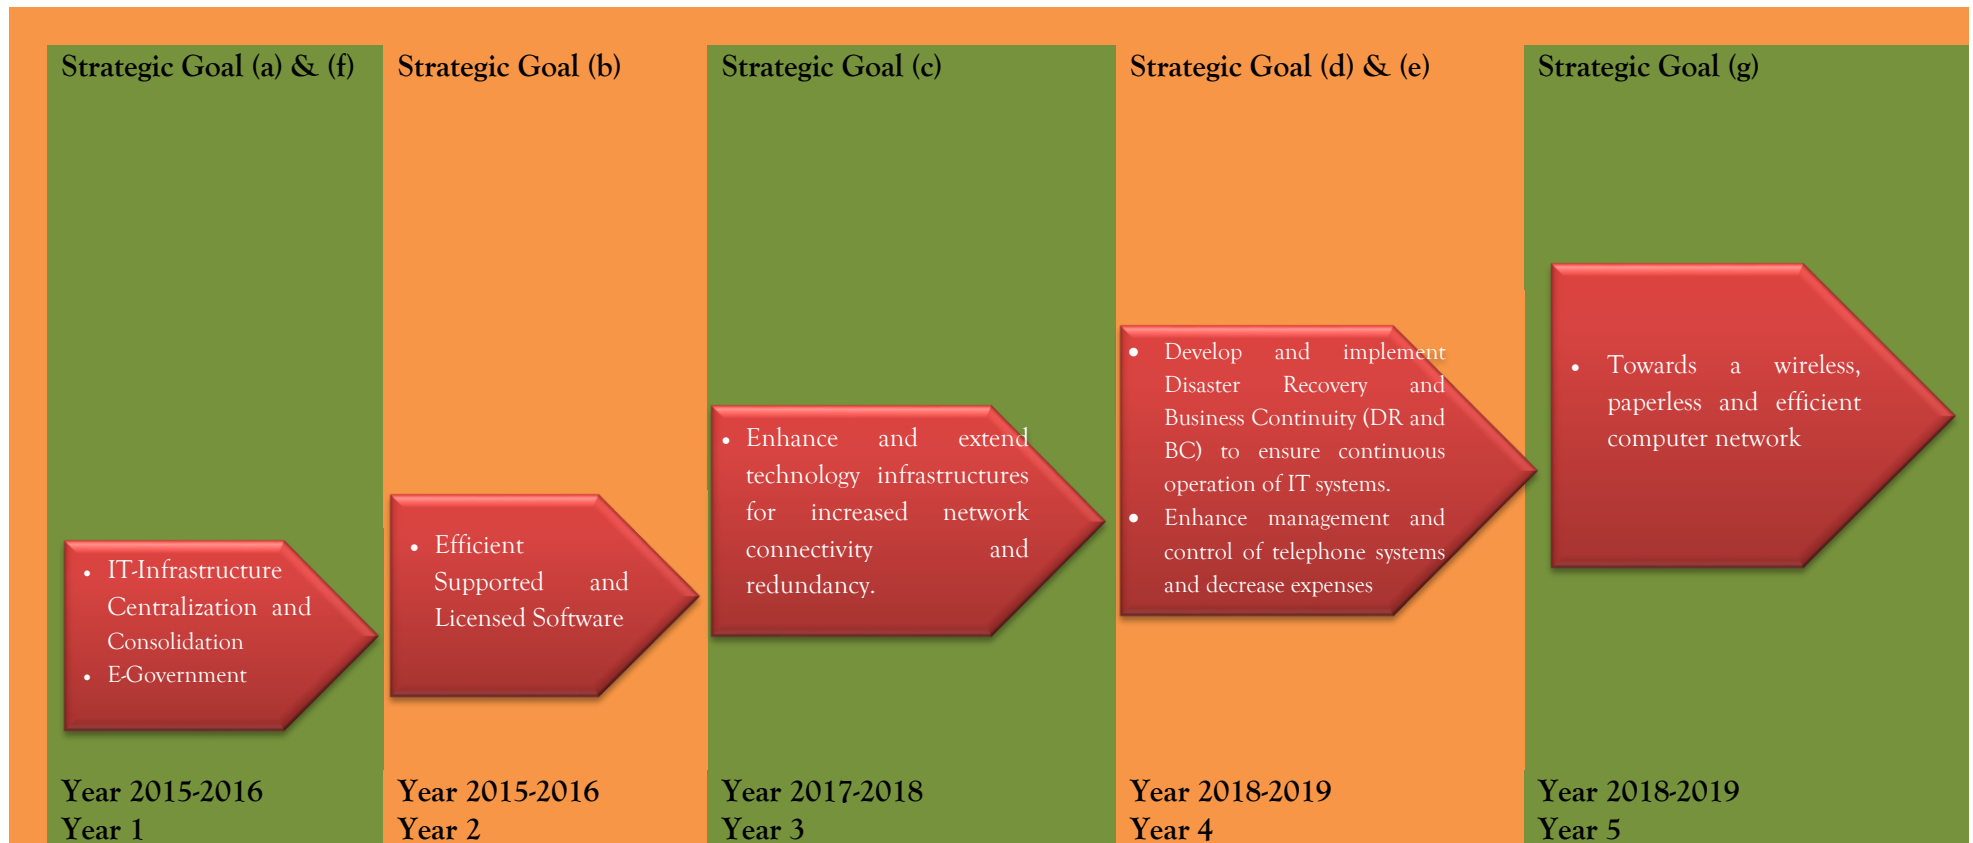 Strategic Goal (a) & (f)
• IT-Infrastructure
Centralization and
Consolidation
• E-Government
Year 2015-2016
Year 1
Strategic Goal (b)
• Efficient
Supported and
Licensed Software
Year 2015-2016
Year 2
Strategic Goal (c)
• Enhance and extend
technology infrastructures
for increased network
connectivity and
redundancy.
Year 2017-2018
Year 3
Strategic Goal (d) & (e)
• Develop and implement
Disaster Recovery and
Business Continuity (DR and
BC) to ensure continuous
operation of IT systems.
• Enhance management and
control of telephone systems
and decrease expenses
Year 2018-2019
Year 4
Strategic Goal (g)
• Towards a wireless,
paperless and efficient
computer network
Year 2018-2019
Year 5